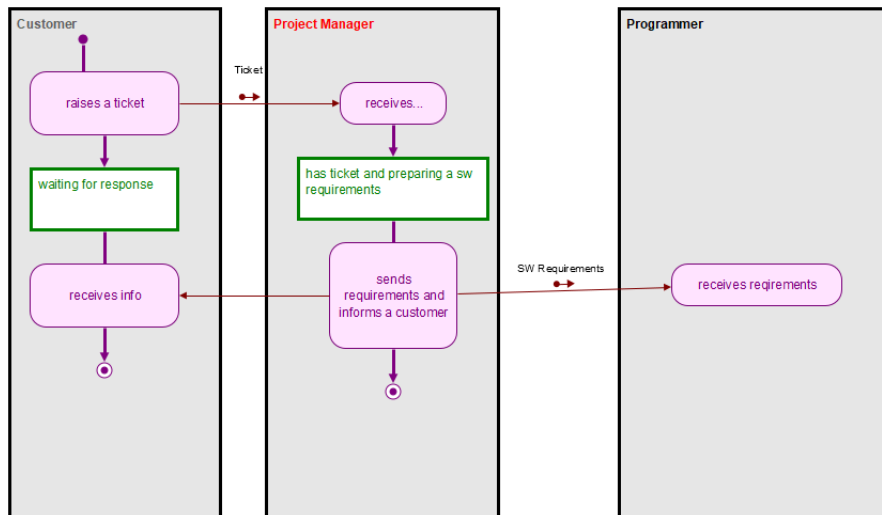 Customer
Project Manager
Programmer
Ticket
raises a ticket
receives...
waiting for response
has ticket and preparing a sw
requirements
SW Requirements
receives info
sends
requirements and
informs a customer
receives reqirements